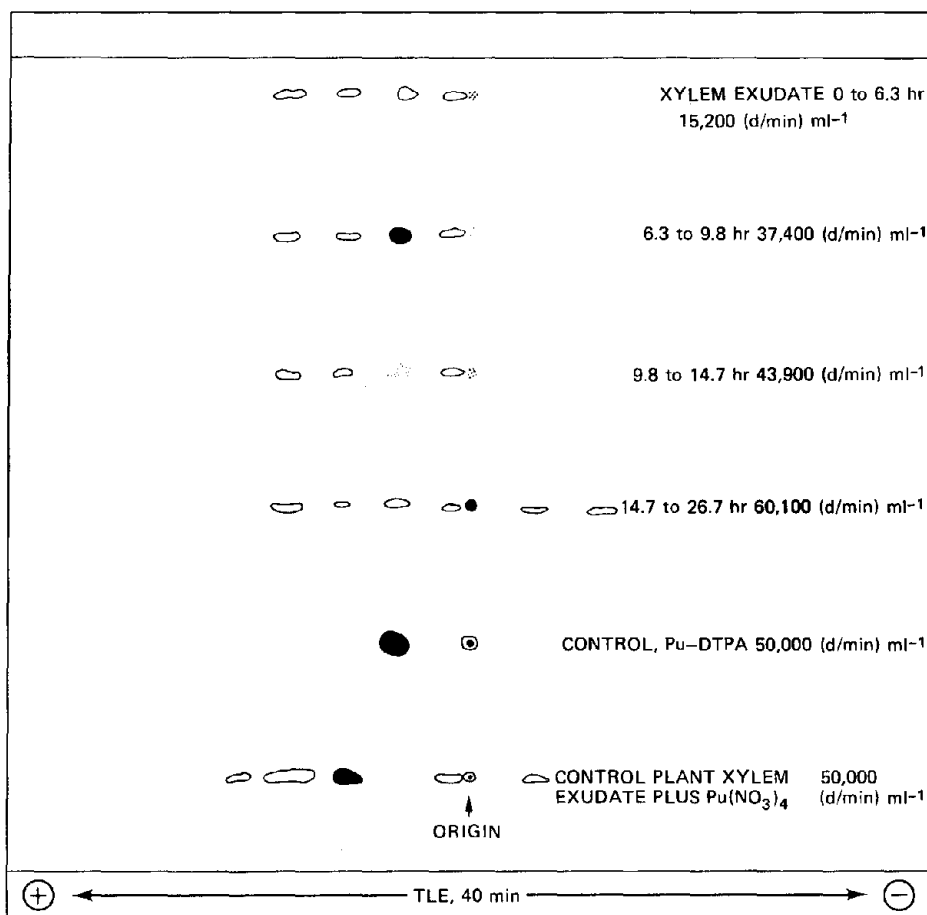 XYLEM EXUDATE 0 to 6.3 hr
15,200 (d/min) ml⁻¹
6.3 to 9.8 hr 37,400 (d/min) ml⁻¹
9.8 to 14.7 hr 43,900 (d/min) ml⁻¹
14.7 to 26.7 hr 60,100 (d/min) ml⁻¹
CONTROL, Pu–DTPA 50,000 (d/min) ml⁻¹
CONTROL PLANT XYLEM 50,000
EXUDATE PLUS Pu(NO₃)₄ (d/min) ml⁻¹
ORIGIN
+ TLE, 40 min −